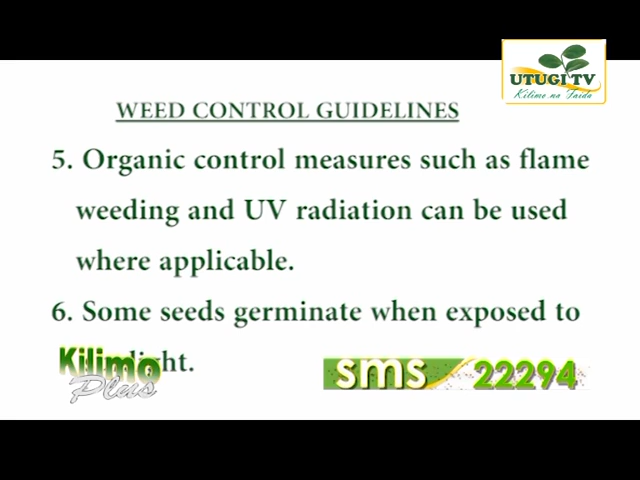 UTUGI TV
Kilimo na Faida
WEED CONTROL GUIDELINES
5. Organic control measures such as flame
weeding and UV radiation can be used
where applicable.
6. Some seeds germinate when exposed to
light.
Kilimo
Plus
sms 22294